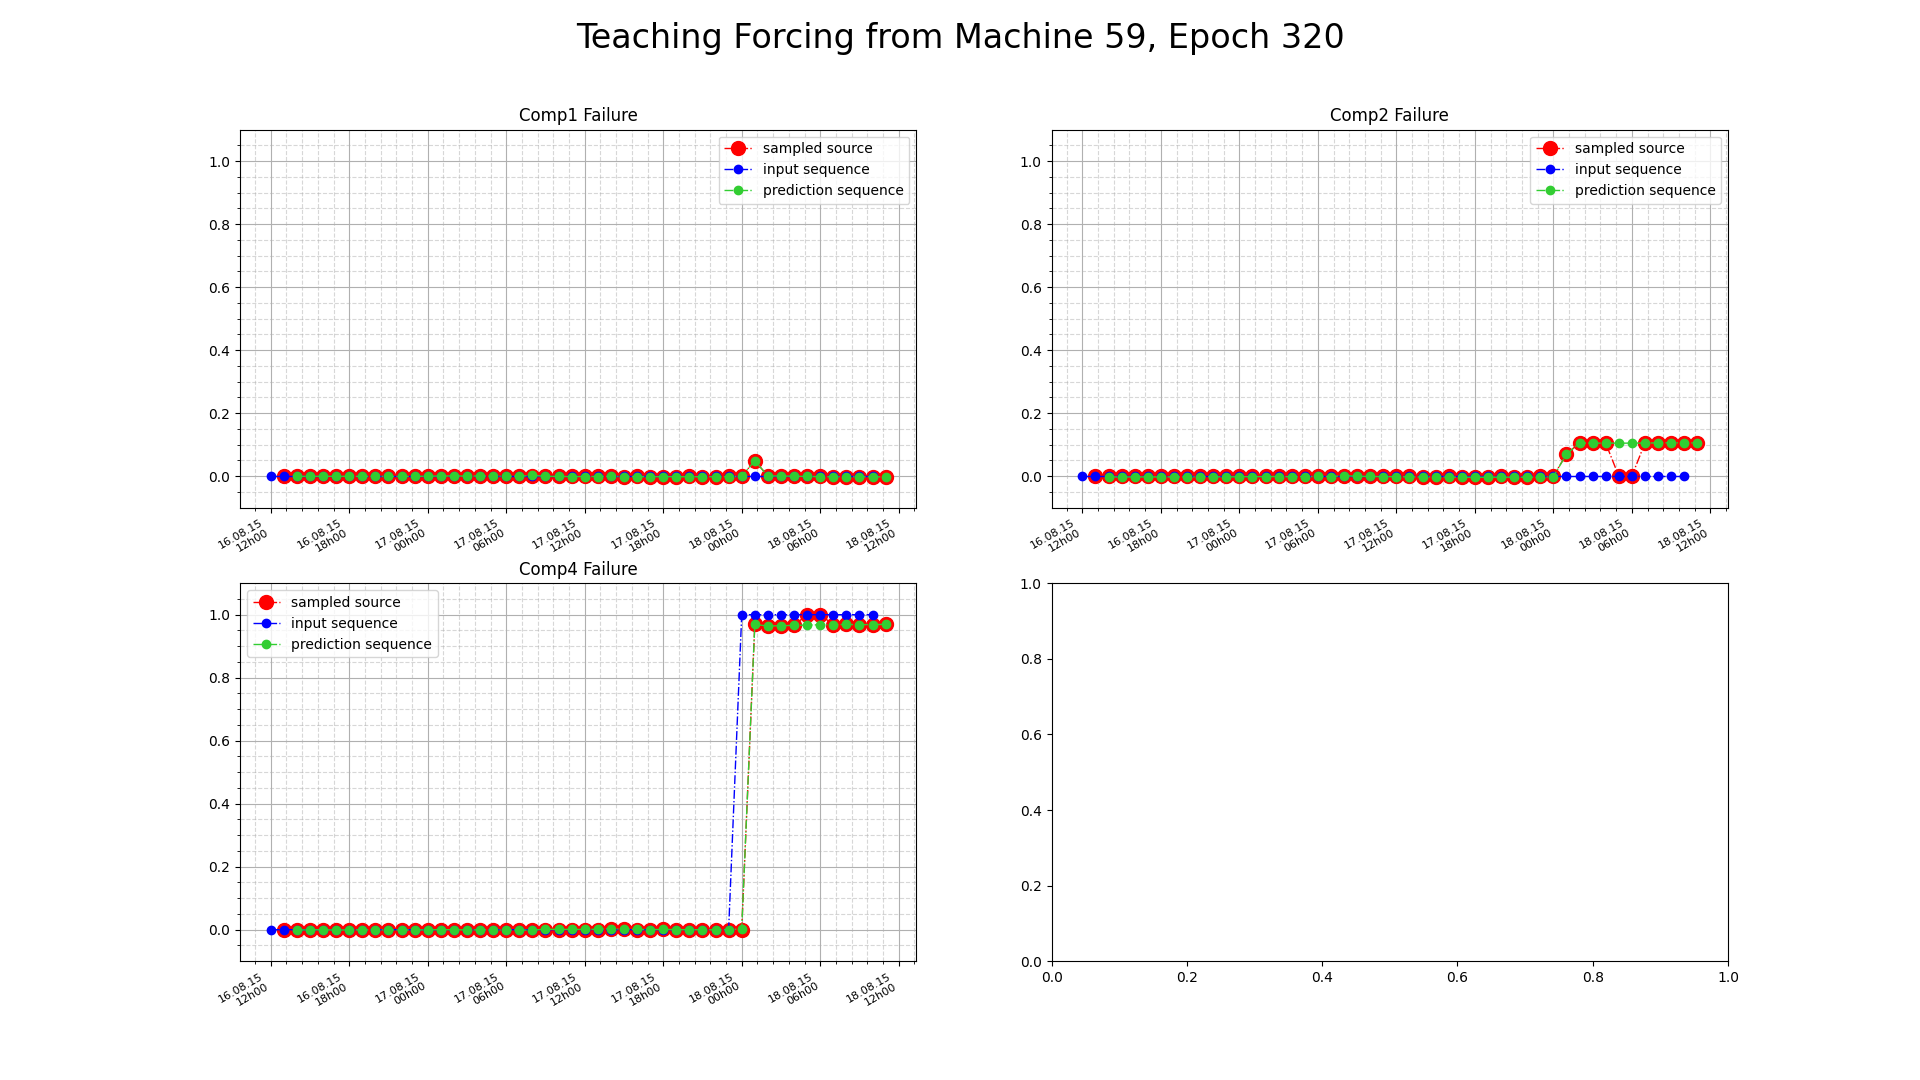 Teaching Forcing from Machine 59, Epoch 320
Comp1 Failure
sampled source
input sequence
prediction sequence
1.0
0.8
0.6
0.4
0.2
0.0
16.08.15
12h00
16.08.15
18h00
17.08.15
00h00
17.08.15
06h00
17.08.15
12h00
17.08.15
18h00
18.08.15
00h00
18.08.15
06h00
18.08.15
12h00
Comp2 Failure
sampled source
input sequence
prediction sequence
1.0
0.8
0.6
0.4
0.2
0.0
16.08.15
12h00
16.08.15
18h00
17.08.15
00h00
17.08.15
06h00
17.08.15
12h00
17.08.15
18h00
18.08.15
00h00
18.08.15
06h00
18.08.15
12h00
Comp4 Failure
sampled source
input sequence
prediction sequence
1.0
0.8
0.6
0.4
0.2
0.0
16.08.15
12h00
16.08.15
18h00
17.08.15
00h00
17.08.15
06h00
17.08.15
12h00
17.08.15
18h00
18.08.15
00h00
18.08.15
06h00
18.08.15
12h00
1.0
0.8
0.6
0.4
0.2
0.0
0.0 0.2 0.4 0.6 0.8 1.0